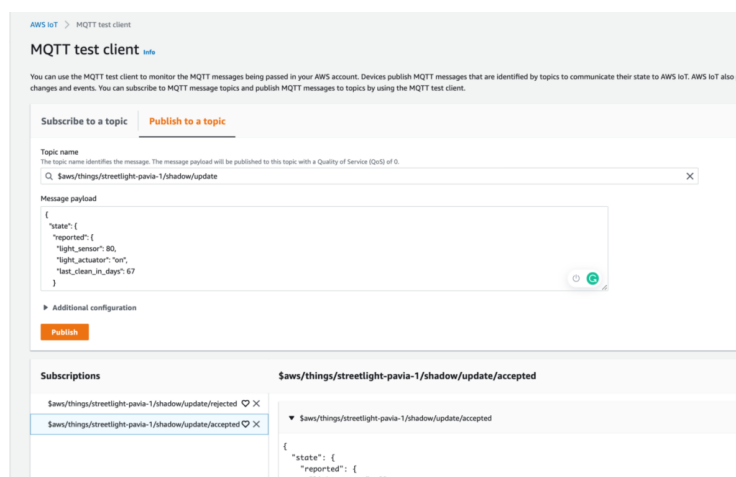 AWS IoT > MQTT test client
MQTT test client Info
You can use the MQTT test client to monitor the MQTT messages being passed in your AWS account. Devices publish MQTT messages that are identified by topics to communicate their state to AWS IoT. AWS IoT also
changes and events. You can subscribe to MQTT message topics and publish MQTT messages to topics by using the MQTT test client.
Subscribe to a topic Publish to a topic
Topic name
The topic name identifies the message. The message payload will be published to this topic with a Quality of Service (QoS) of 0.
$aws/things/streetlight-pavia-1/shadow/update
Message payload
{
"state": {
"reported": {
"light_sensor": 80,
"light_actuator": "on",
"last_clean_in_days": 67
}
Additional configuration
Publish
Subscriptions
$aws/things/streetlight-pavia-1/shadow/update/rejected
$aws/things/streetlight-pavia-1/shadow/update/accepted
$aws/things/streetlight-pavia-1/shadow/update/accepted
$aws/things/streetlight-pavia-1/shadow/update/accepted
{
"state": {
"reported": {